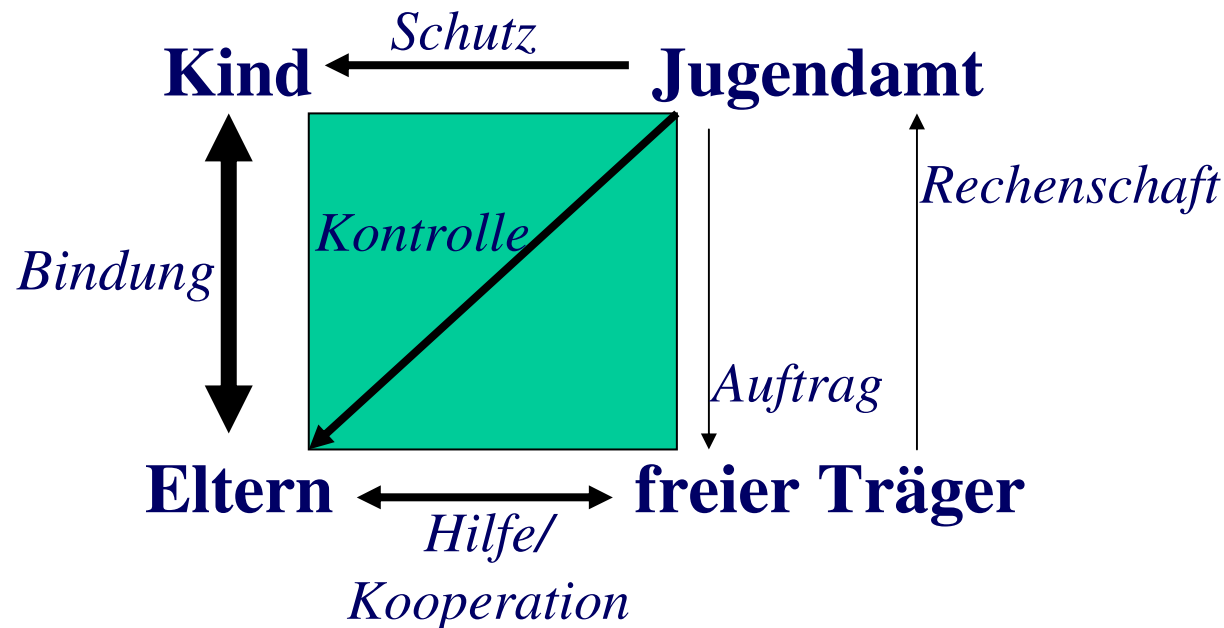 Schutz
Kind
Jugendamt
Rechenschaft
Kontrolle
Bindung
Auftrag
Eltern
freier Träger
Hilfe/
Kooperation